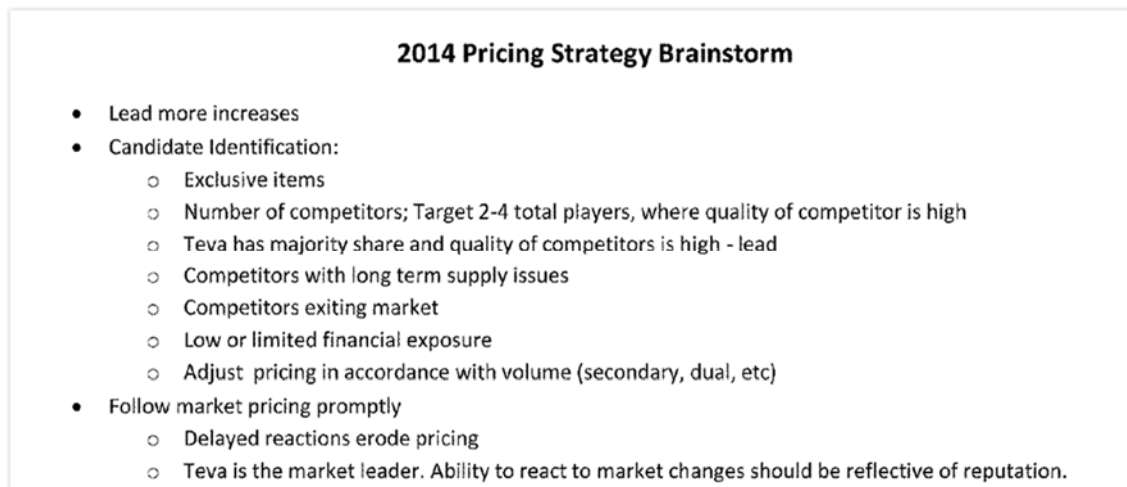 2014 Pricing Strategy Brainstorm
• Lead more increases
• Candidate Identification:
o Exclusive items
o Number of competitors; Target 2-4 total players, where quality of competitor is high
o Teva has majority share and quality of competitors is high - lead
o Competitors with long term supply issues
o Competitors exiting market
o Low or limited financial exposure
o Adjust pricing in accordance with volume (secondary, dual, etc)
• Follow market pricing promptly
o Delayed reactions erode pricing
o Teva is the market leader. Ability to react to market changes should be reflective of reputation.